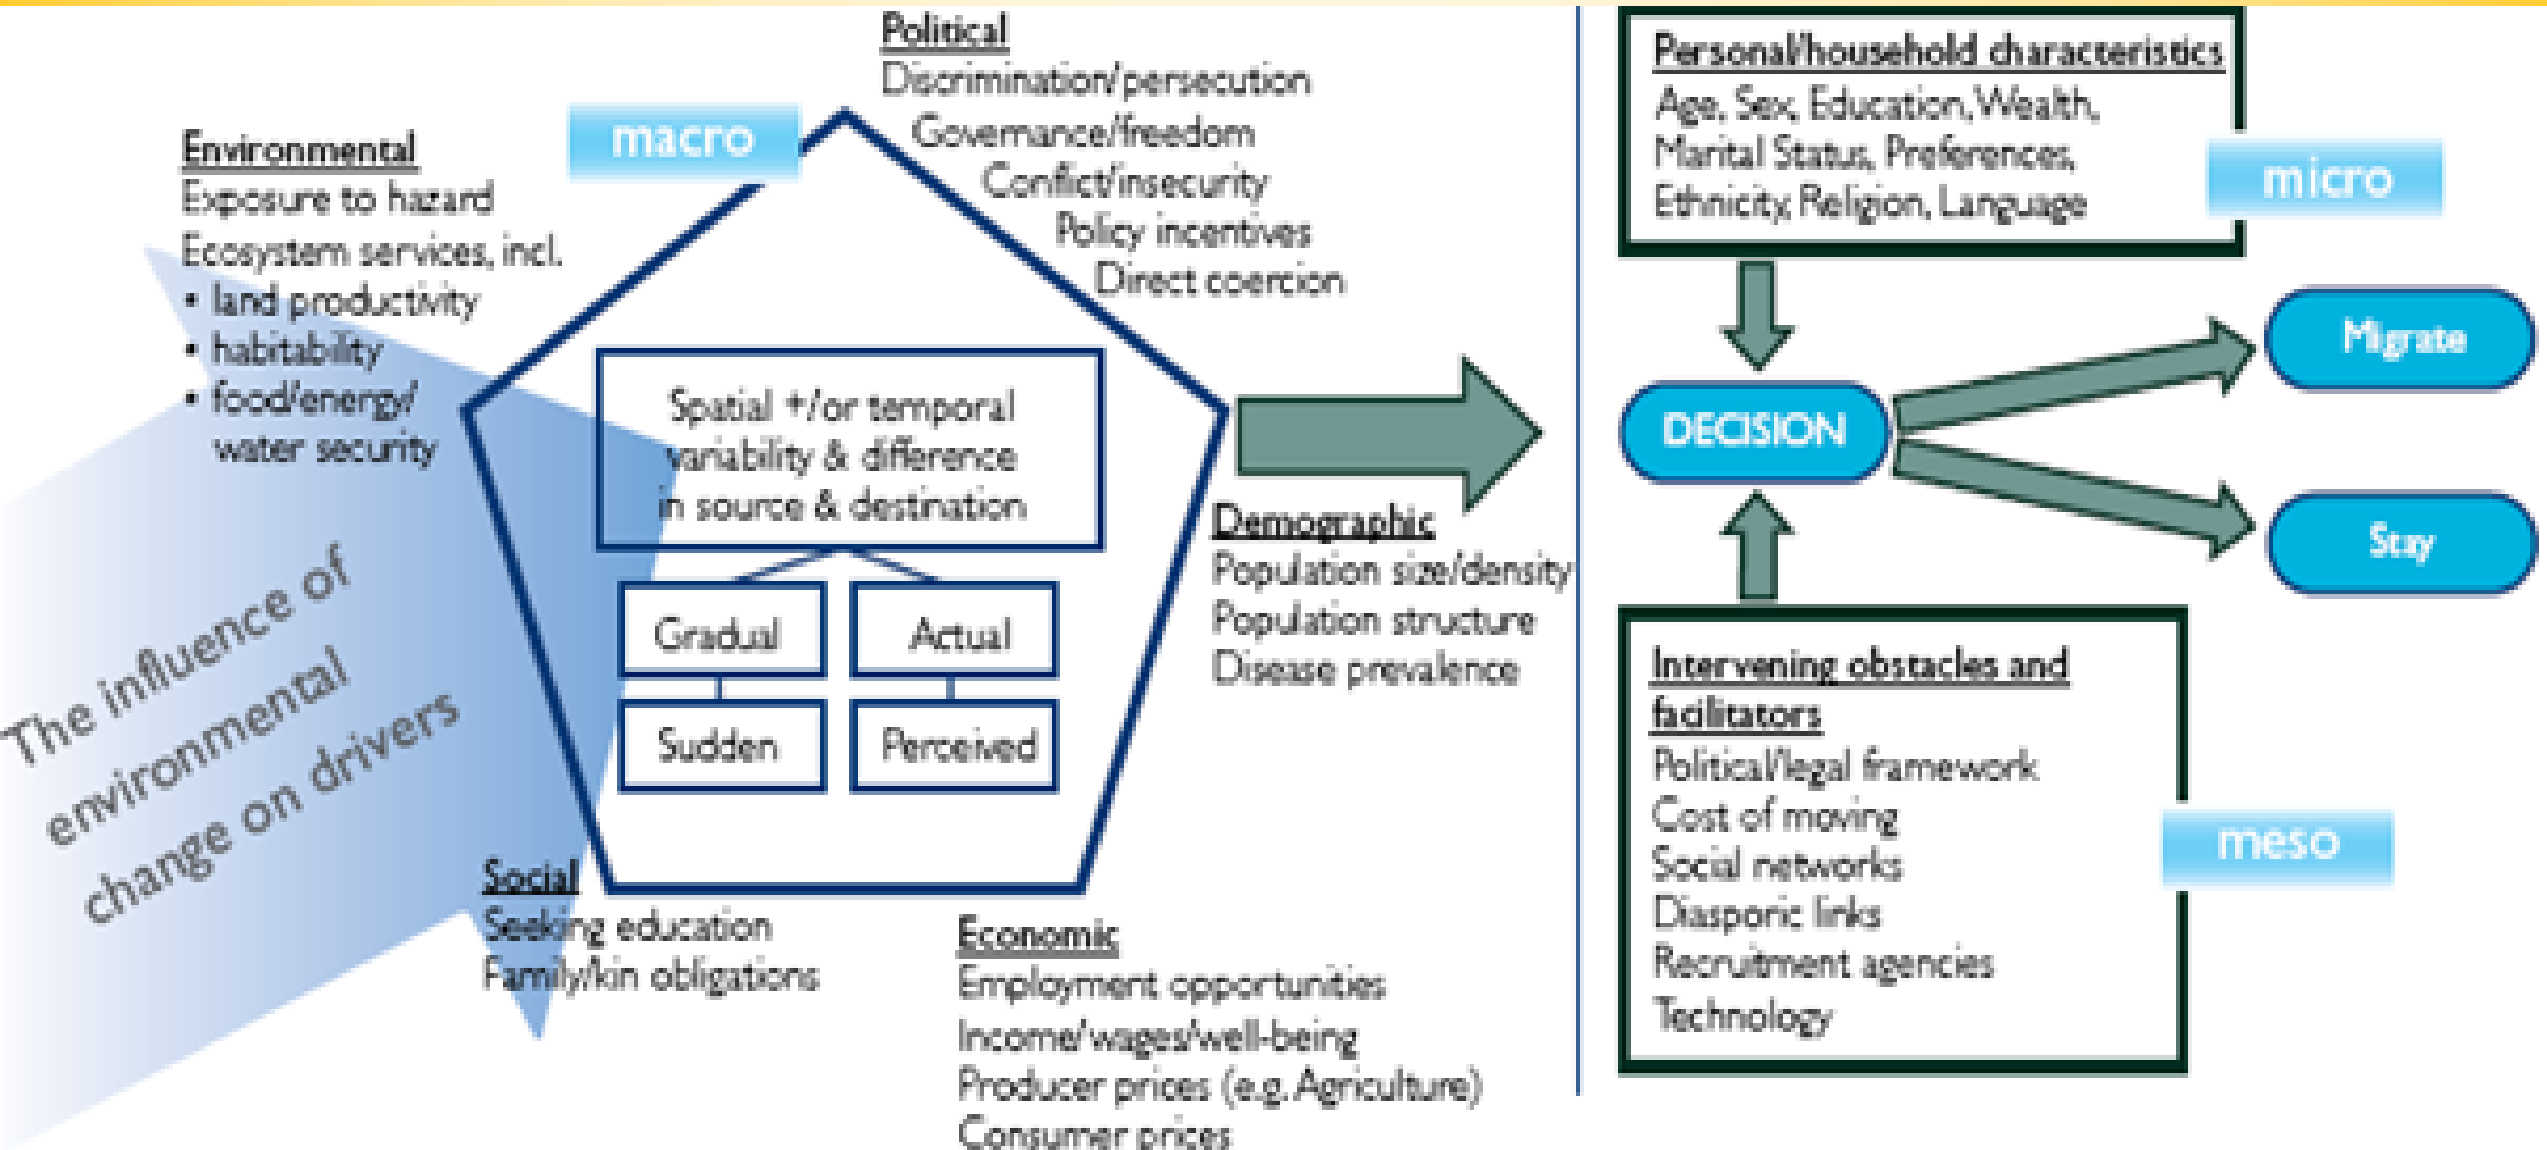 Political
Discrimination/persecution
Governance/freedom
Conflict/insecurity
Policy incentives
Direct coercion
macro
Environmental
Exposure to hazard
Ecosystem services, incl.
• land productivity
• habitability
• food/energy/
water security
Spatial +/or temporal
variability & difference
in source & destination
Gradual
Actual
Sudden
Perceived
The influence of
environmental
change on drivers
Demographic
Population size/density
Population structure
Disease prevalence
Social
Seeking education
Family/kin obligations
Economic
Employment opportunities
Income/wages/well-being
Producer prices (e.g. Agriculture)
Consumer prices
Personal/household characteristics
Age, Sex, Education, Wealth,
Marital Status, Preferences,
Ethnicity, Religion, Language
micro
DECISION
Migrate
Stay
Intervening obstacles and
facilitators
Political/legal framework
Cost of moving
Social networks
Diasporic links
Recruitment agencies
Technology
meso